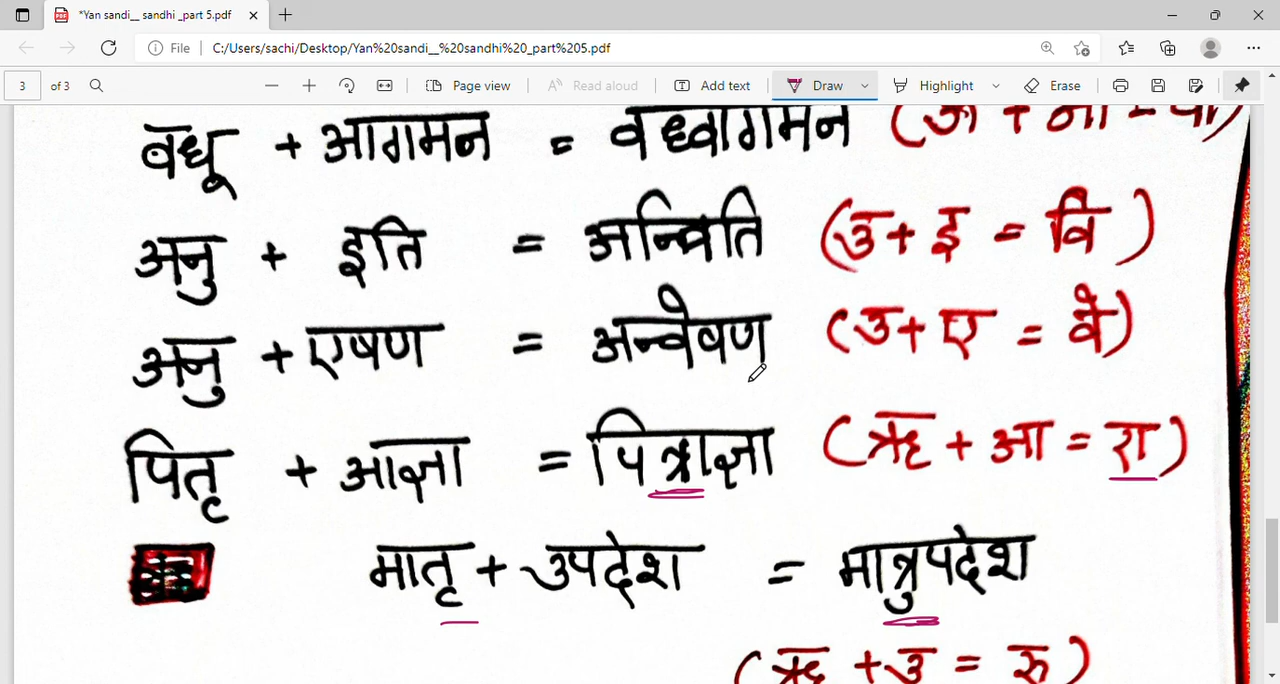 *Yan sandi__ sandhi _part 5.pdf
File C:/Users/sachi/Desktop/Yan%20sandi__%20sandhi%20_part%205.pdf
3 of 3 Page view Read aloud Add text Draw Highlight Erase
वधू + आगमन = वध्वागमन
अनु + इति = अन्विति (उ + इ = वि)
अनु + एषण = अन्वेषण (उ + ए = वे)
पितृ + आज्ञा = पित्राज्ञा (ऋ + आ = रा)
मातृ + उपदेश = मात्रुपदेश
(ऋ + उ = रु)